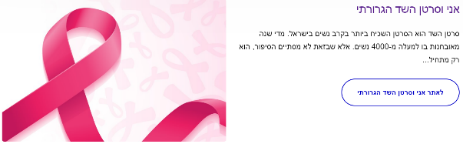 אני וסרטן השד הגרורתי
סרטן השד הוא הסרטן השכיח ביותר בקרב נשים בישראל. מדי שנה
מאובחנות בו למעלה מ-4000 נשים. אלא שבזאת לא מסתיים הסיפור, הוא
רק מתחיל...
לאתר אני וסרטן השד הגרורתי